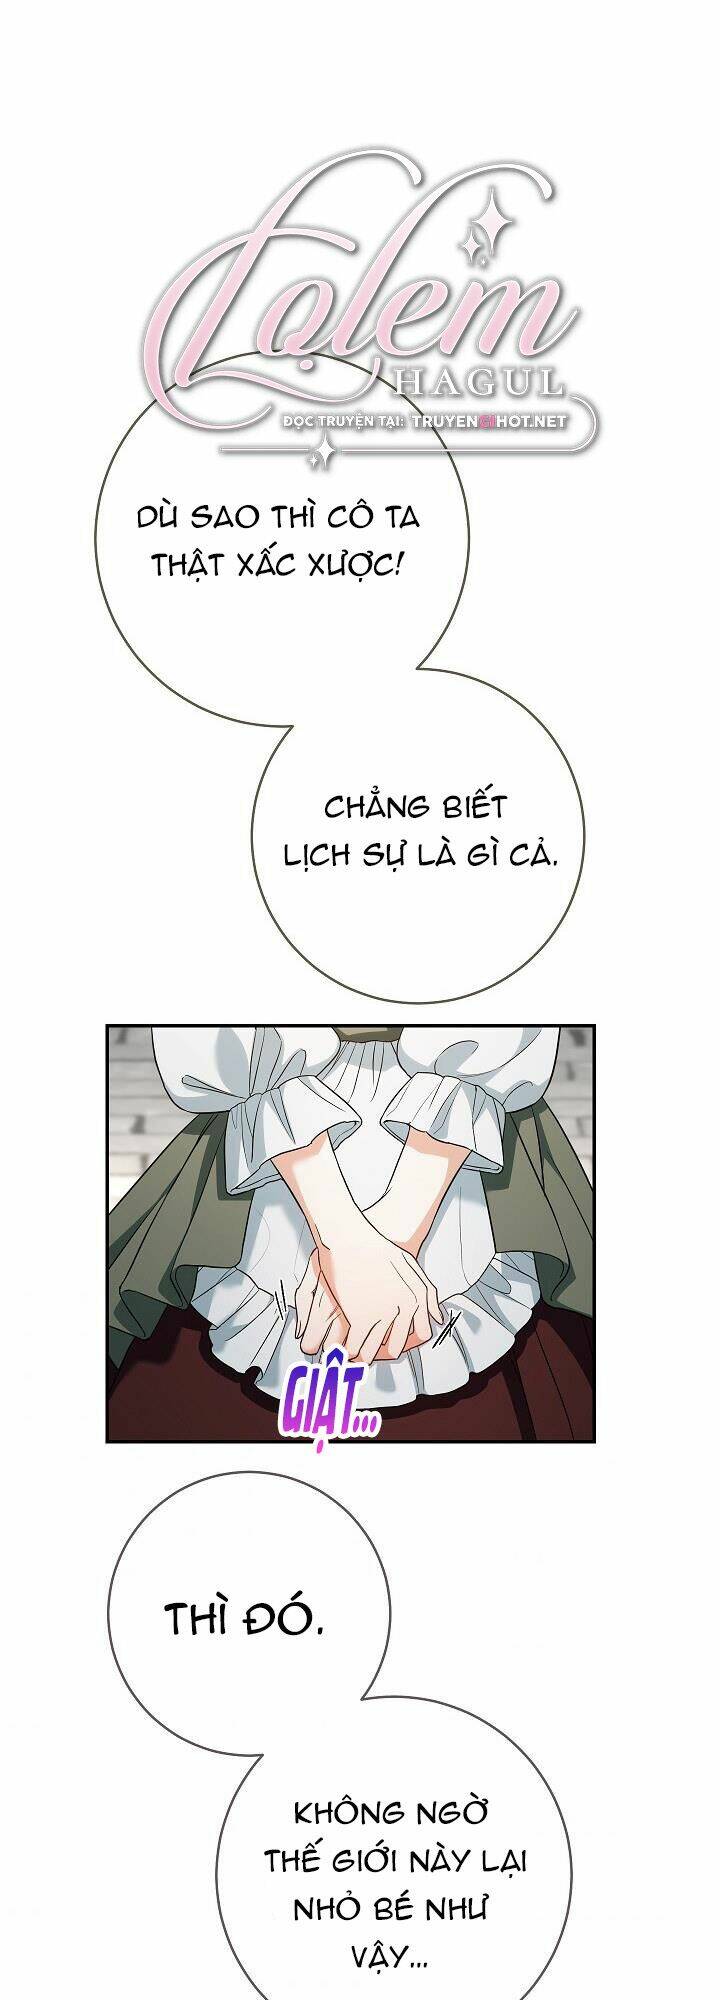 Lọlem
HAGUL
ĐỌC TRUYỆN TẠI: TRUYENGIHOT.NET
DÙ SAO THÌ CÔ TA
THẬT XẤC XƯỢC!
CHẲNG BIẾT
LỊCH SỰ LÀ GÌ CẢ.
GIẬT...
THÌ ĐÓ.
KHÔNG NGỜ
THẾ GIỚI NÀY LẠI
NHỎ BÉ NHƯ
VẬY...